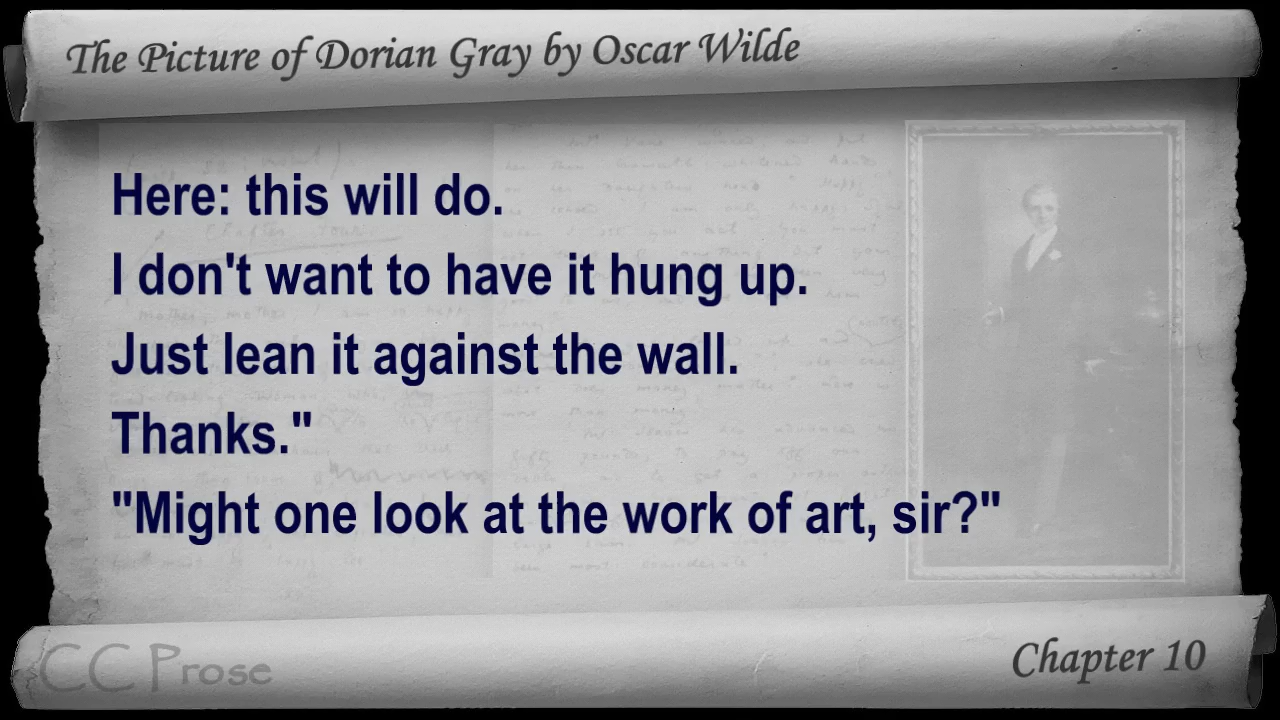 The Picture of Dorian Gray by Oscar Wilde
Here: this will do.
I don't want to have it hung up.
Just lean it against the wall.
Thanks."
"Might one look at the work of art, sir?"
CC Prose
Chapter 10